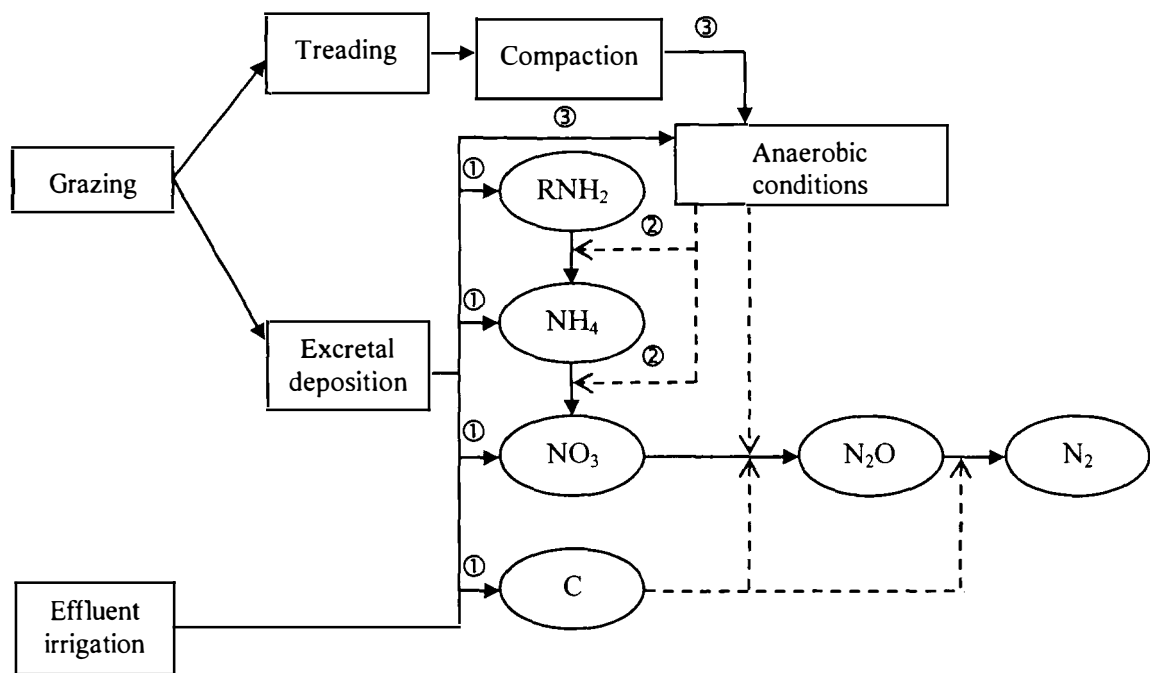 ③
Treading
Compaction
③
Anaerobic
conditions
Grazing
①
RNH₂
②
①
NH₄
Excretal
deposition
②
①
NO₃
N₂O
N₂
①
C
Effluent
irrigation